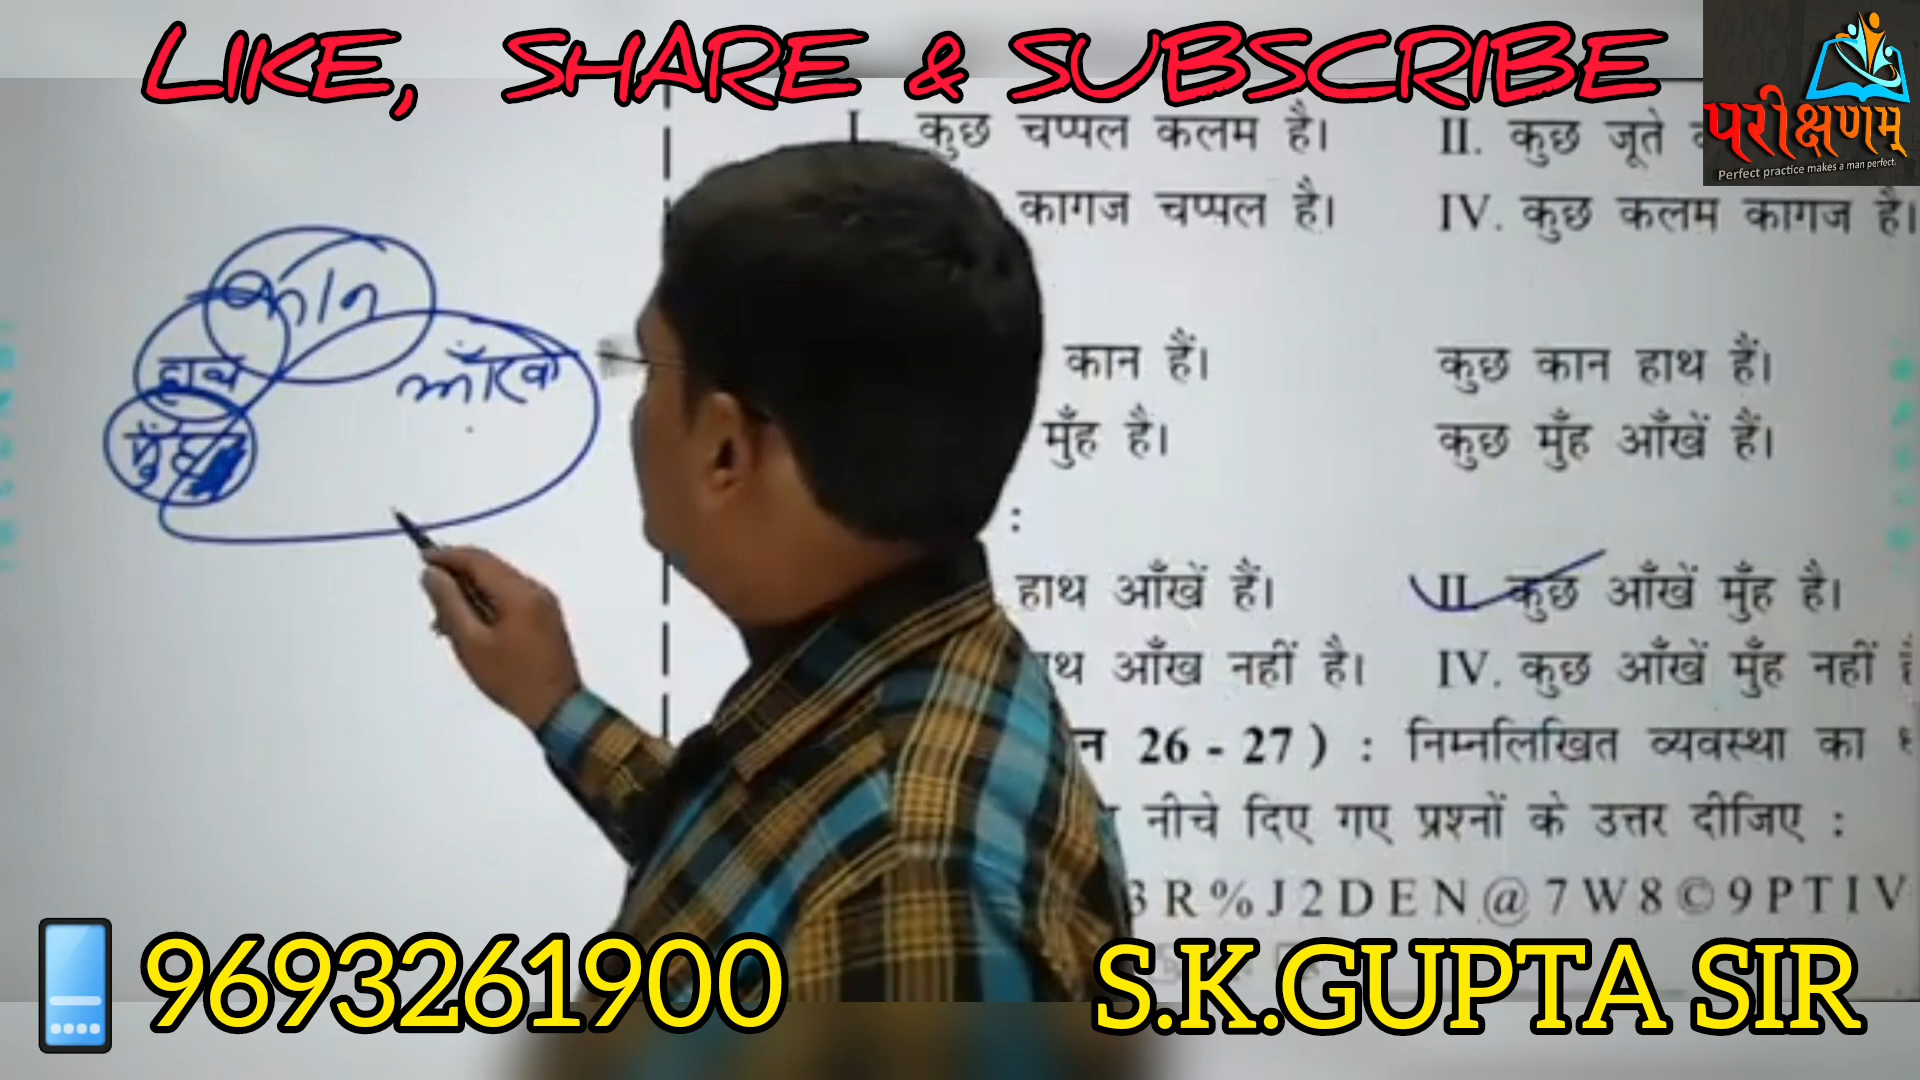 LIKE, SHARE & SUBSCRIBE
परीक्षणम्
Perfect practice makes a man perfect.
I. कुछ चप्पल कलम है। II. कुछ जूते
कागज चप्पल है। IV. कुछ कलम कागज है।
कान हैं। कुछ कान हाथ हैं।
मुँह है। कुछ मुँह आँखें हैं।
:
हाथ आँखें हैं। II. कुछ आँखें मुँह है।
आँख नहीं है। IV. कुछ आँखें मुँह नहीं
26 - 27 ) : निम्नलिखित व्यवस्था का
नीचे दिए गए प्रश्नों के उत्तर दीजिए :
3 R % J 2 D E N @ 7 W 8 © 9 P T I V
कान
हाथ
आँख
मुँह
9693261900
S.K.GUPTA SIR